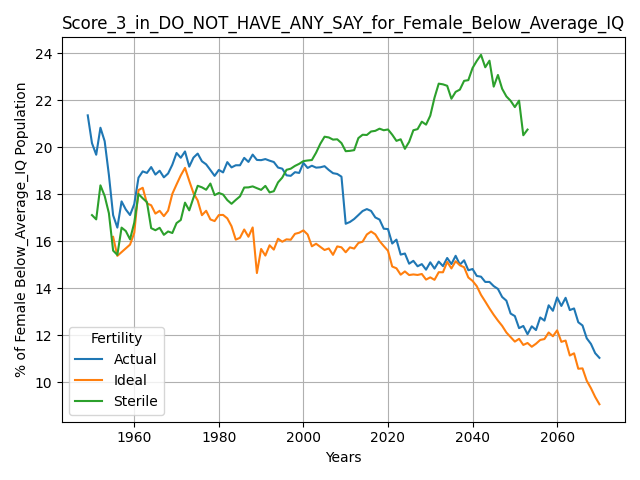 Score_3_in_DO_NOT_HAVE_ANY_SAY_for_Female_Below_Average_IQ
% of Female Below_Average_IQ Population
24
22
20
18
16
14
12
10
Fertility
Actual
Ideal
Sterile
1960 1980 2000 2020 2040 2060
Years